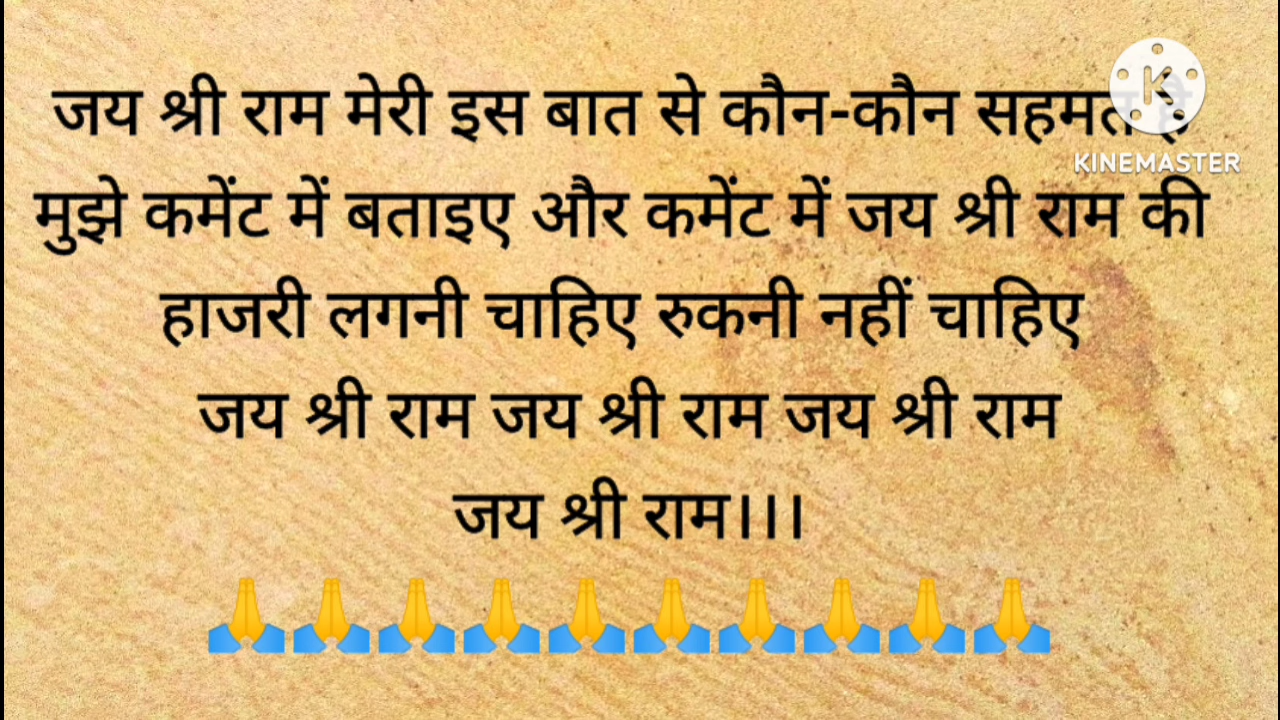 जय श्री राम मेरी इस बात से कौन-कौन सहमत है
मुझे कमेंट में बताइए और कमेंट में जय श्री राम की
हाजरी लगनी चाहिए रुकनी नहीं चाहिए
जय श्री राम जय श्री राम जय श्री राम
जय श्री राम।।।
🙏🙏🙏🙏🙏🙏🙏🙏🙏🙏
K
KINEMASTER